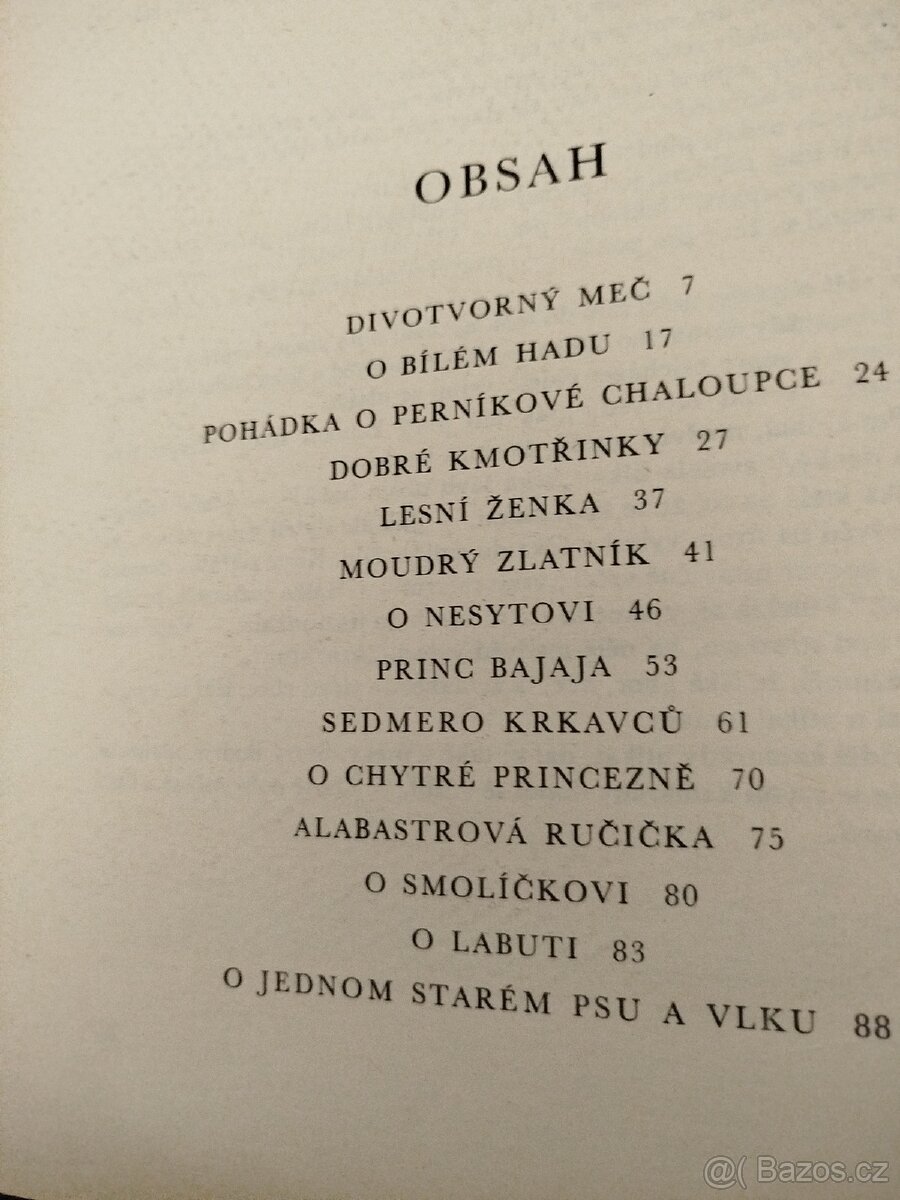 OBSAH
DIVOTVORNÝ MEČ 7
O BÍLÉM HADU 17
POHÁDKA O PERNÍKOVÉ CHALOUPCE 24
DOBRÉ KMOTŘINKY 27
LESNÍ ŽENKA 37
MOUDRÝ ZLATNÍK 41
O NESYTOVI 46
PRINC BAJAJA 53
SEDMERO KRKAVCŮ 61
O CHYTRÉ PRINCEZNĚ 70
ALABASTROVÁ RUČIČKA 75
O SMOLÍČKOVI 80
O LABUTI 83
O JEDNOM STARÉM PSU A VLKU 88
@( Bazos.cz